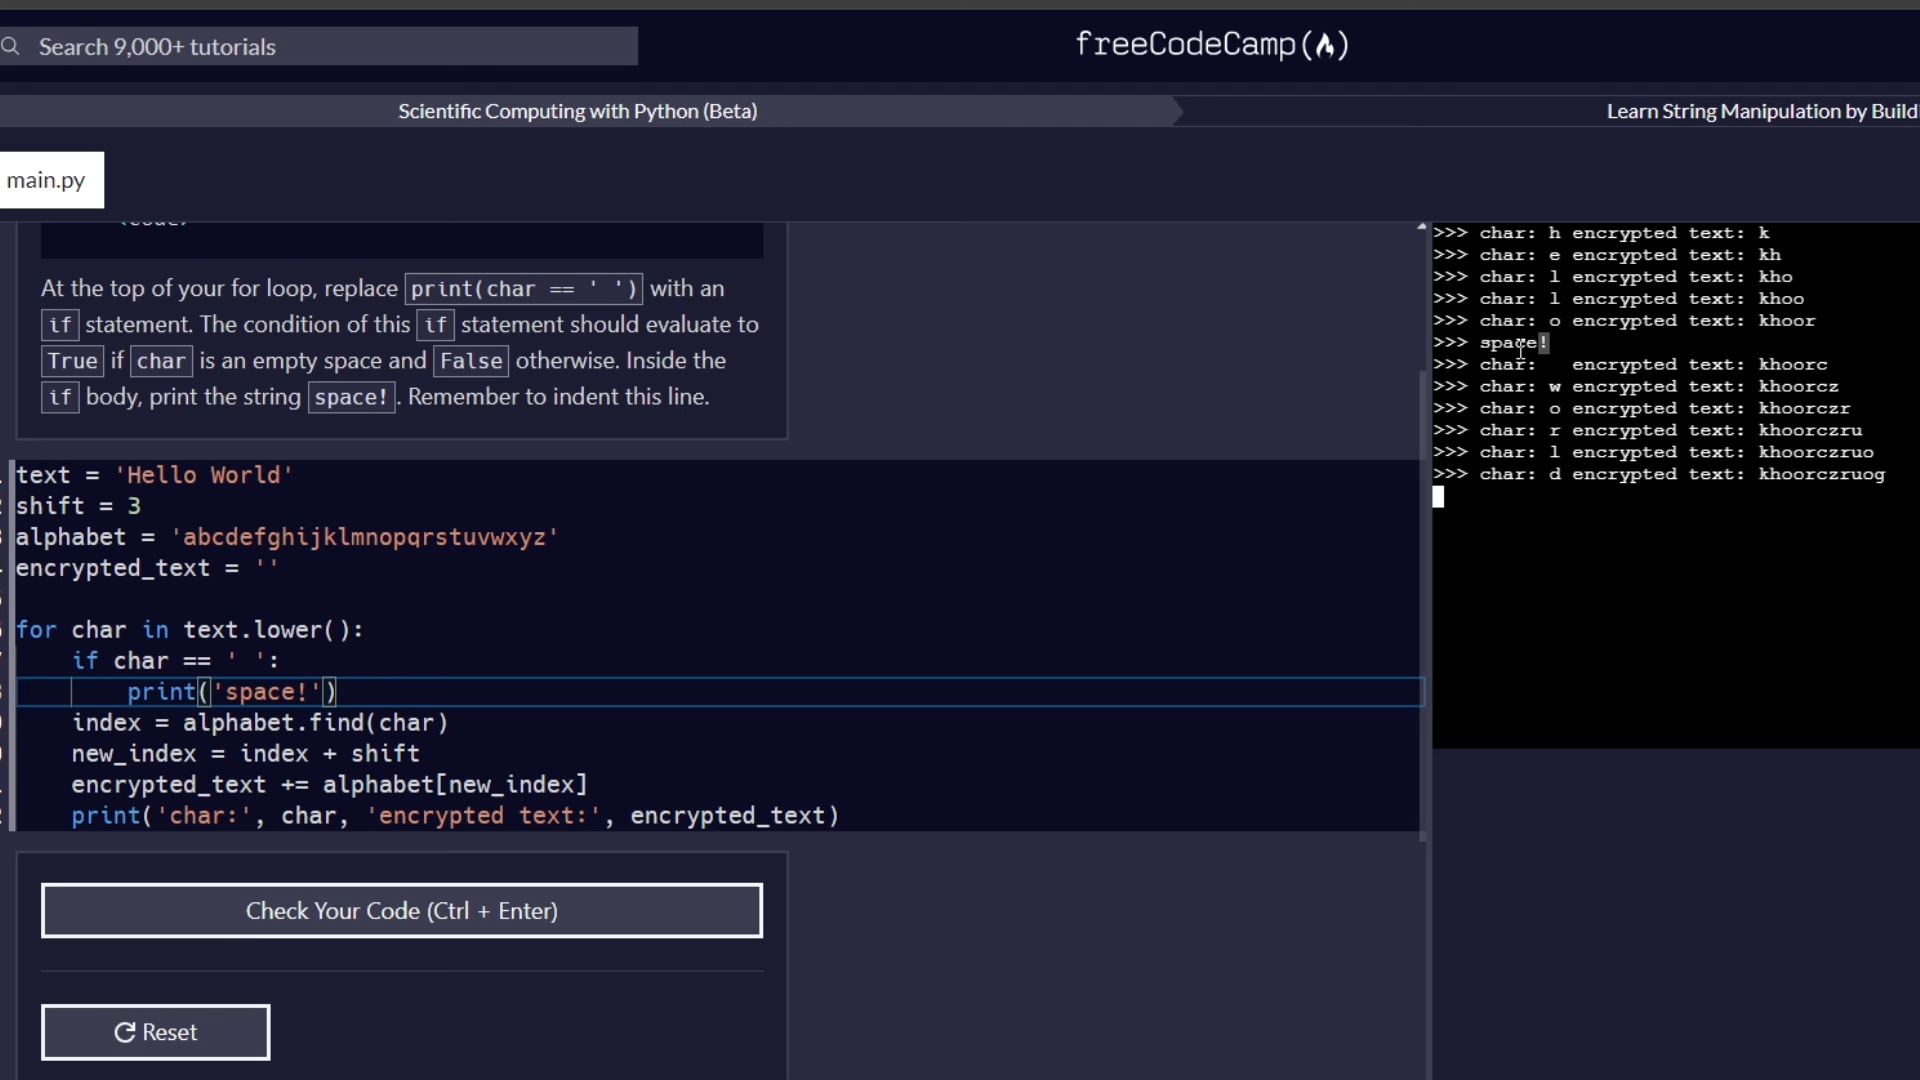 Search 9,000+ tutorials
freeCodeCamp
Scientific Computing with Python (Beta)
Learn String Manipulation by Buildi
main.py
At the top of your for loop, replace print(char == ' ') with an
if statement. The condition of this if statement should evaluate to
True if char is an empty space and False otherwise. Inside the
if body, print the string space!. Remember to indent this line.
text = 'Hello World'
shift = 3
alphabet = 'abcdefghijklmnopqrstuvwxyz'
encrypted_text = ''
for char in text.lower():
    if char == ' ':
        print('space!')
    index = alphabet.find(char)
    new_index = index + shift
    encrypted_text += alphabet[new_index]
    print('char:', char, 'encrypted text:', encrypted_text)
Check Your Code (Ctrl + Enter)
Reset
>>> char: h encrypted text: k
>>> char: e encrypted text: kh
>>> char: l encrypted text: kho
>>> char: l encrypted text: khoo
>>> char: o encrypted text: khoor
>>> space!
>>> char:   encrypted text: khoorc
>>> char: w encrypted text: khoorcz
>>> char: o encrypted text: khoorczr
>>> char: r encrypted text: khoorczru
>>> char: l encrypted text: khoorczruo
>>> char: d encrypted text: khoorczruog